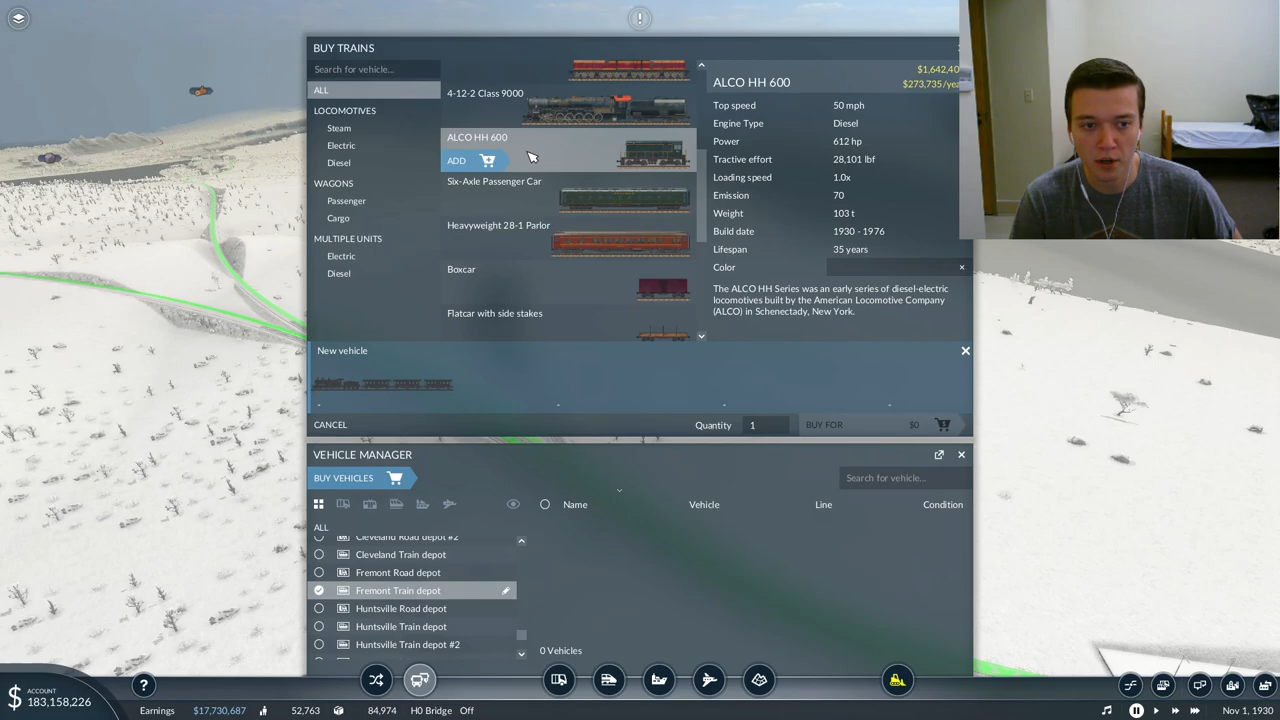 BUY TRAINS
Search for vehicle...
ALL
LOCOMOTIVES
Steam
Electric
Diesel
WAGONS
Passenger
Cargo
MULTIPLE UNITS
Electric
Diesel
4-12-2 Class 9000
ALCO HH 600
ADD
Six-Axle Passenger Car
Heavyweight 28-1 Parlor
Boxcar
Flatcar with side stakes
$1,642,40
ALCO HH 600
$273,735/yea
Top speed 50 mph
Engine Type Diesel
Power 612 hp
Tractive effort 28,101 lbf
Loading speed 1.0x
Emission 70
Weight 103 t
Build date 1930 - 1976
Lifespan 35 years
Color
The ALCO HH Series was an early series of diesel-electric
locomotives built by the American Locomotive Company
(ALCO) in Schenectady, New York.
New vehicle
- - - -
CANCEL
Quantity 1
BUY FOR $0
VEHICLE MANAGER
BUY VEHICLES
Search for vehicle...
Name Vehicle Line Condition
ALL
Cleveland Road depot #2
Cleveland Train depot
Fremont Road depot
Fremont Train depot
Huntsville Road depot
Huntsville Train depot
Huntsville Train depot #2
0 Vehicles
$ ACCOUNT
183,158,226
?
Earnings $17,730,687 52,763 84,974 H0 Bridge Off
Nov 1, 1930